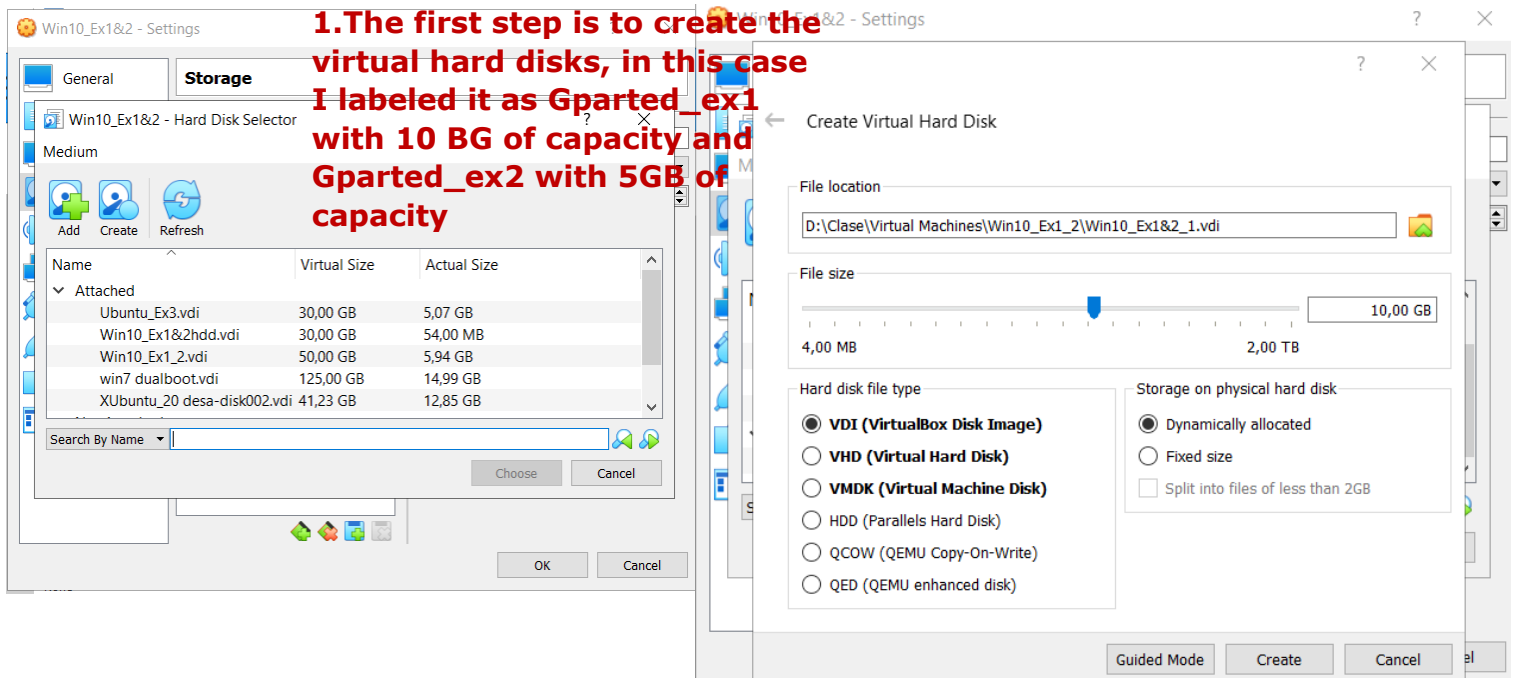 Win10_Ex1&2 - Settings
1.The first step is to create the
virtual hard disks, in this case
I labeled it as Gparted_ex1
with 10 BG of capacity and
Gparted_ex2 with 5GB of
capacity
General
Storage
Win10_Ex1&2 - Hard Disk Selector
?
Medium
Add
Create
Refresh
Name
Virtual Size
Actual Size
Attached
Ubuntu_Ex3.vdi 30,00 GB 5,07 GB
Win10_Ex1&2hdd.vdi 30,00 GB 54,00 MB
Win10_Ex1_2.vdi 50,00 GB 5,94 GB
win7 dualboot.vdi 125,00 GB 14,99 GB
XUbuntu_20 desa-disk002.vdi 41,23 GB 12,85 GB
Search By Name
Choose
Cancel
OK
Cancel
Win10_Ex1&2 - Settings
?
?
Create Virtual Hard Disk
File location
D:\Clase\Virtual Machines\Win10_Ex1_2\Win10_Ex1&2_1.vdi
File size
10,00 GB
4,00 MB
2,00 TB
Hard disk file type
VDI (VirtualBox Disk Image)
VHD (Virtual Hard Disk)
VMDK (Virtual Machine Disk)
HDD (Parallels Hard Disk)
QCOW (QEMU Copy-On-Write)
QED (QEMU enhanced disk)
Storage on physical hard disk
Dynamically allocated
Fixed size
Split into files of less than 2GB
Guided Mode
Create
Cancel